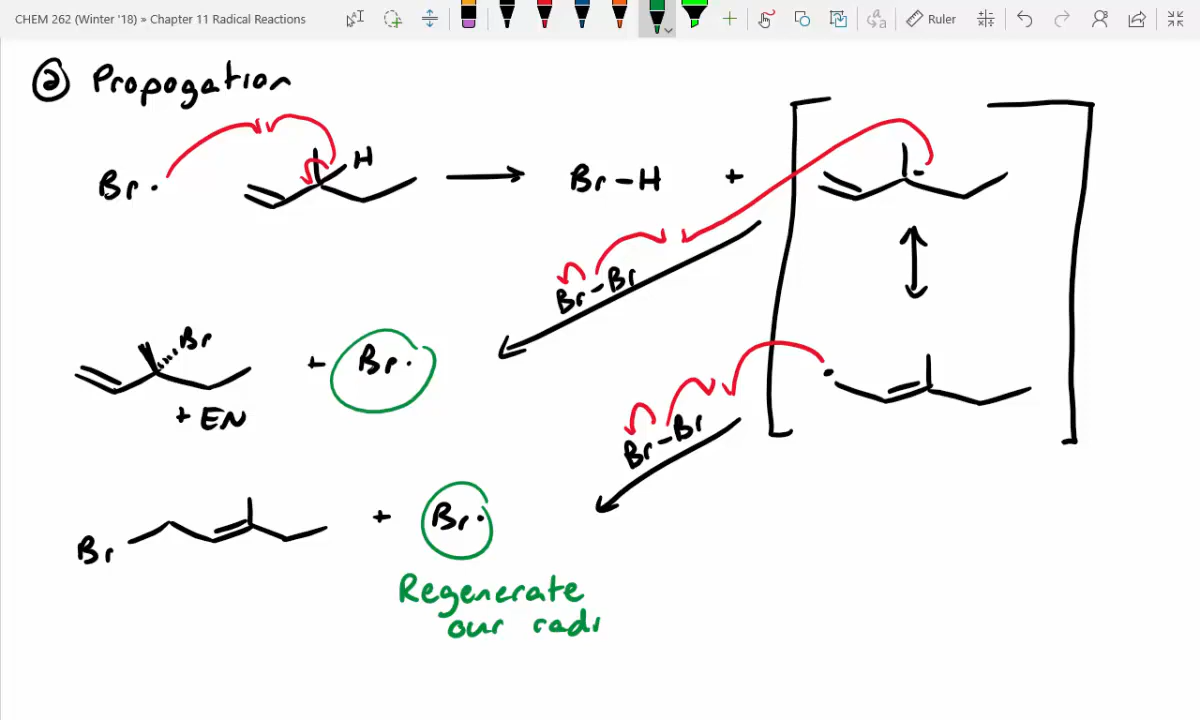 CHEM 262 (Winter '18) » Chapter 11 Radical Reactions
Ruler
② Propogation
Br· H Br-H +
Br-Br
Br + Br·
+ EN
Br-Br
Br + Br·
Regenerate
our radi